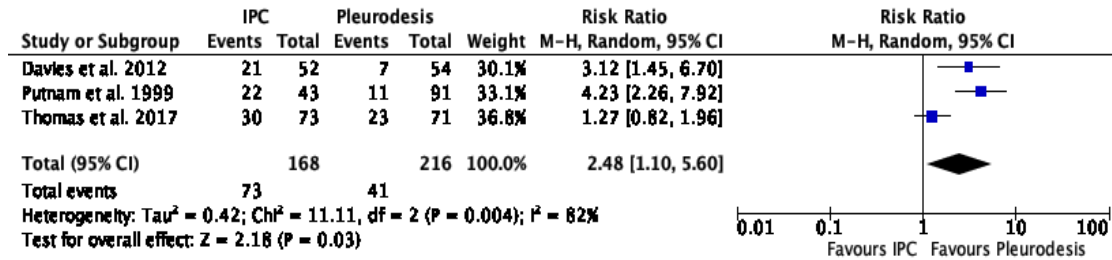 IPC Pleurodesis Risk Ratio Risk Ratio
Study or Subgroup Events Total Events Total Weight M-H, Random, 95% CI M-H, Random, 95% CI
Davies et al. 2012 21 52 7 54 30.1% 3.12 [1.45, 6.70]
Putnam et al. 1999 22 43 11 91 33.1% 4.23 [2.26, 7.92]
Thomas et al. 2017 30 73 23 71 36.8% 1.27 [0.82, 1.96]
Total (95% CI) 168 216 100.0% 2.48 [1.10, 5.60]
Total events 73 41
Heterogeneity: Tau² = 0.42; Chi² = 11.11, df = 2 (P = 0.004); I² = 82%
Test for overall effect: Z = 2.18 (P = 0.03)
0.01 0.1 1 10 100
Favours IPC Favours Pleurodesis